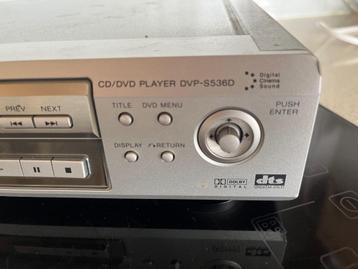 CD/DVD PLAYER DVP-S536D
Digital
Cinema
Sound
PREV NEXT
TITLE DVD MENU
PUSH
ENTER
DISPLAY RETURN
DOLBY
DIGITAL
dts